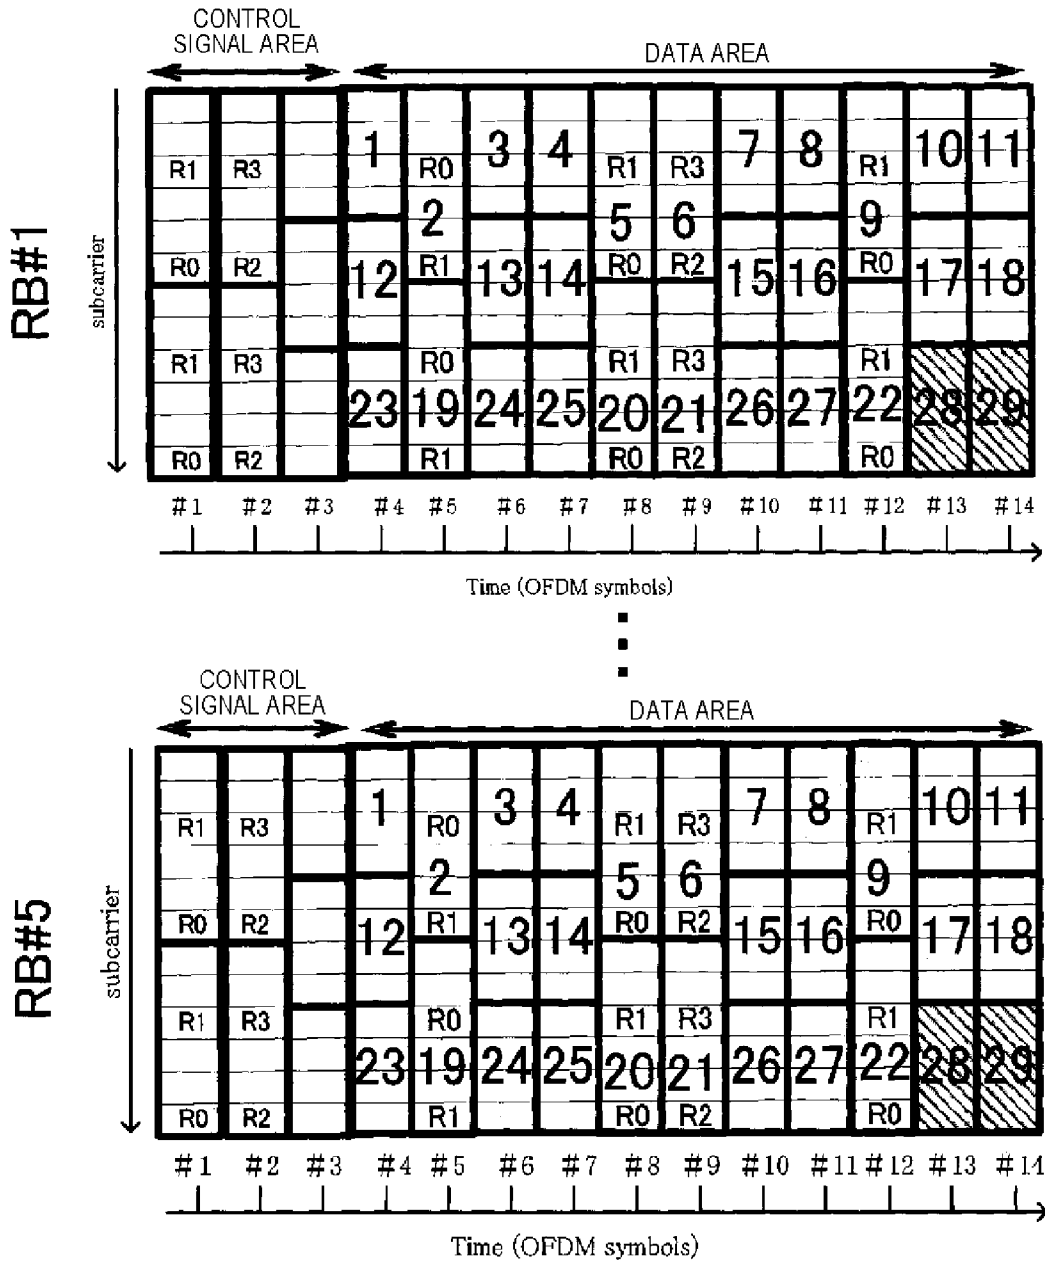 CONTROL
SIGNAL AREA
DATA AREA
RB#1
subcarrier
1 3 4 7 8 10 11
R1 R3 R0 R1 R3 R1
2 5 6 9
R0 R2 R1 R0 R2 R0
12 13 14 15 16 17 18
R1 R3 R0 R1 R3 R1
23 19 24 25 20 21 26 27 22 28 29
R0 R2 R1 R0 R2 R0
#1 #2 #3 #4 #5 #6 #7 #8 #9 #10 #11 #12 #13 #14
Time (OFDM symbols)
CONTROL
SIGNAL AREA
DATA AREA
RB#5
subcarrier
1 3 4 7 8 10 11
R1 R3 R0 R1 R3 R1
2 5 6 9
R0 R2 R1 R0 R2 R0
12 13 14 15 16 17 18
R1 R3 R0 R1 R3 R1
23 19 24 25 20 21 26 27 22 28 29
R0 R2 R1 R0 R2 R0
#1 #2 #3 #4 #5 #6 #7 #8 #9 #10 #11 #12 #13 #14
Time (OFDM symbols)